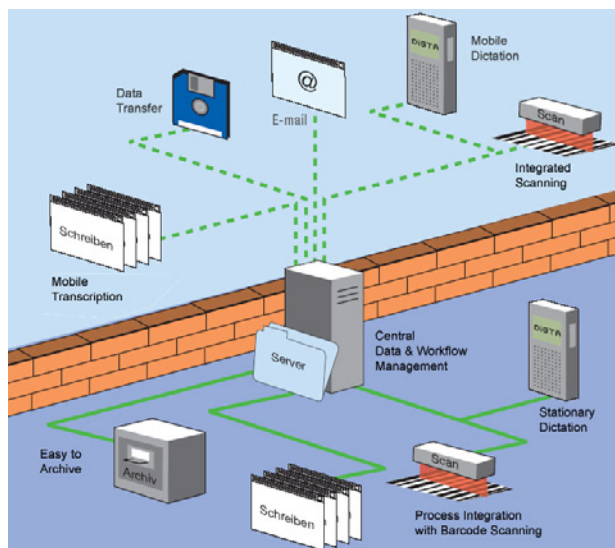 DIGTA
Mobile
Dictation
Data
Transfer
@
E-mail
Scan
Integrated
Scanning
Schreiben
Mobile
Transcription
Server
Central
Data & Workflow
Management
DIGTA
Stationary
Dictation
Easy to
Archive
Archiv
Scan
Schreiben
Process Integration
with Barcode Scanning